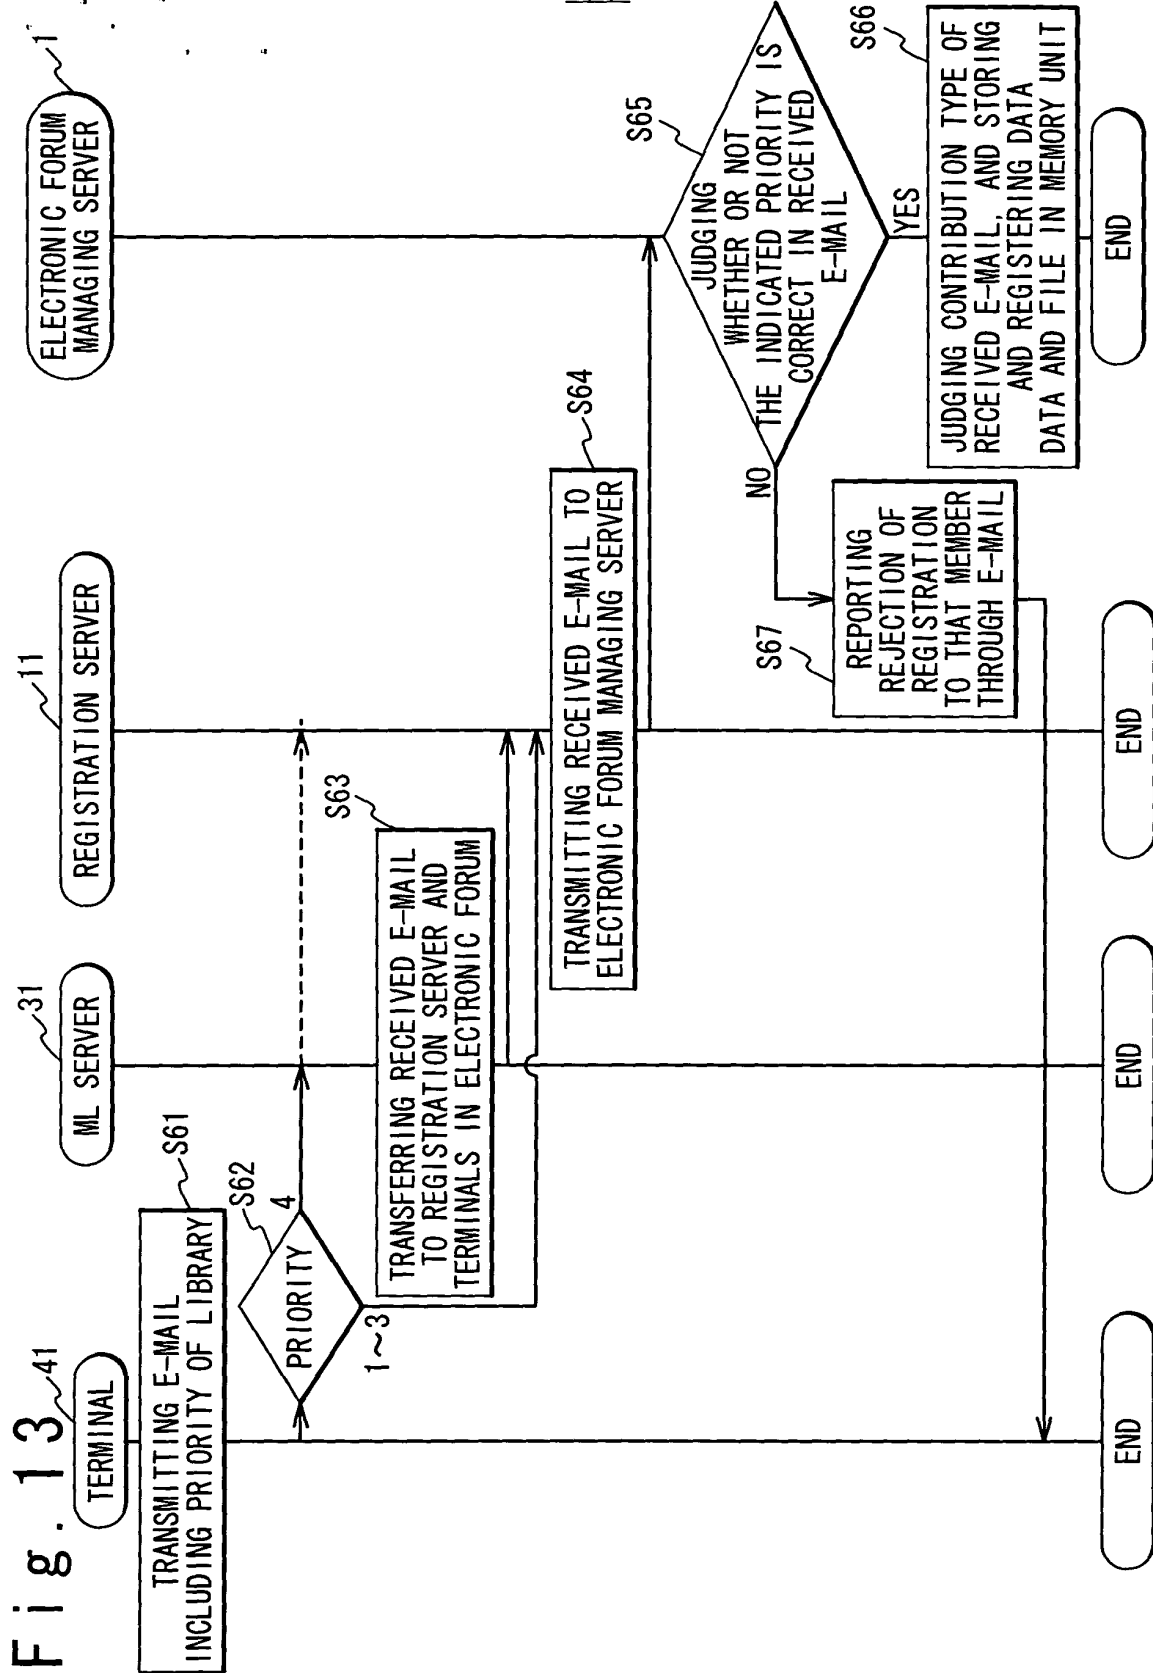 Fig. 13
TERMINAL
41
ML SERVER
31
REGISTRATION SERVER
11
ELECTRONIC FORUM
MANAGING SERVER
1
TRANSMITTING E-MAIL
INCLUDING PRIORITY OF LIBRARY
S61
PRIORITY
S62
4
1~3
TRANSFERRING RECEIVED E-MAIL
TO REGISTRATION SERVER AND
TERMINALS IN ELECTRONIC FORUM
S63
TRANSMITTING RECEIVED E-MAIL TO
ELECTRONIC FORUM MANAGING SERVER
S64
JUDGING
WHETHER OR NOT
THE INDICATED PRIORITY IS
CORRECT IN RECEIVED
E-MAIL
S65
NO
YES
REPORTING
REJECTION OF
REGISTRATION
TO THAT MEMBER
THROUGH E-MAIL
S67
JUDGING CONTRIBUTION TYPE OF
RECEIVED E-MAIL, AND STORING
AND REGISTERING DATA
DATA AND FILE IN MEMORY UNIT
S66
END
END
END
END